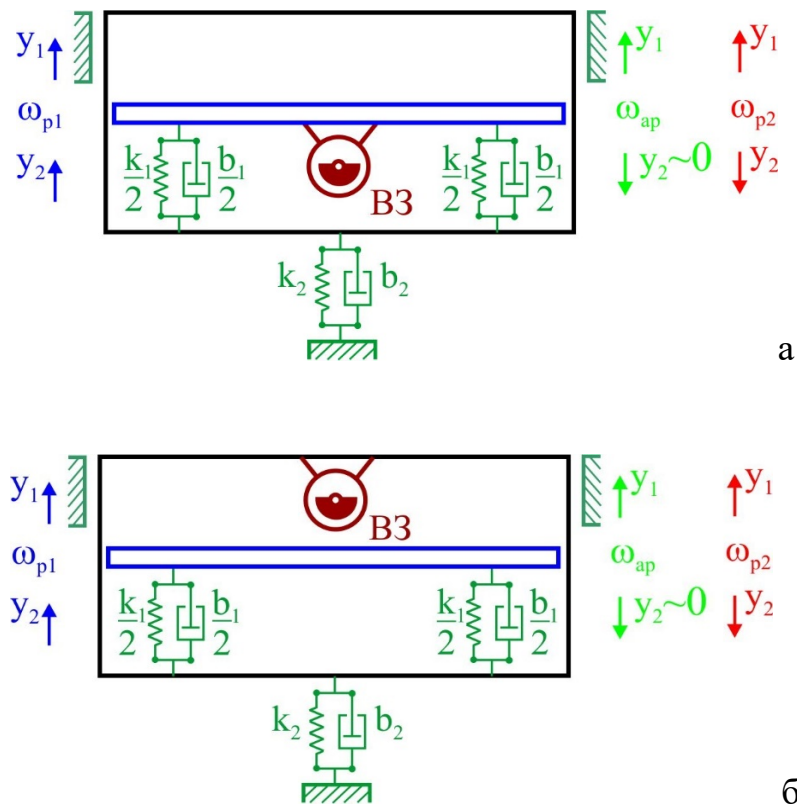 y₁ y₁ y₁
ωₚ₁ ωₐₚ ωₚ₂
y₂ k₁/2 b₁/2 ВЗ k₁/2 b₁/2 y₂~0 y₂
k₂ b₂
а
y₁ y₁ y₁
ВЗ
ωₚ₁ ωₐₚ ωₚ₂
y₂ k₁/2 b₁/2 k₁/2 b₁/2 y₂~0 y₂
k₂ b₂
б